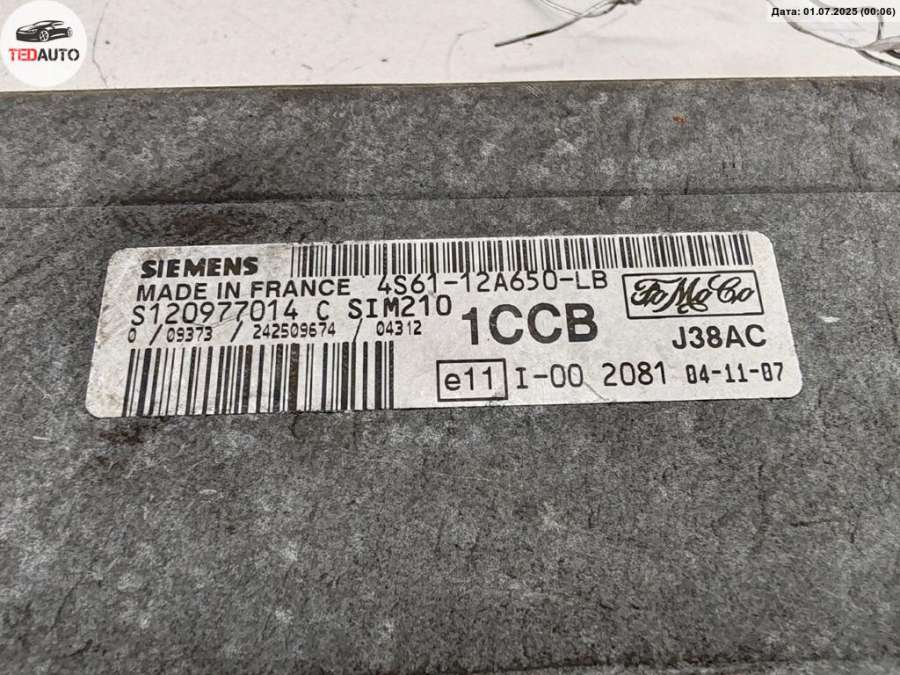 TEDAUTO
Дата: 01.07.2025 (00:06)
SIEMENS
MADE IN FRANCE 4S61-12A650-LB
FoMoCo
S120977014 C SIM210
1CCB
J38AC
0 / 09373 / 242509674 / 04312
e11 I-00 2081 04-11-07